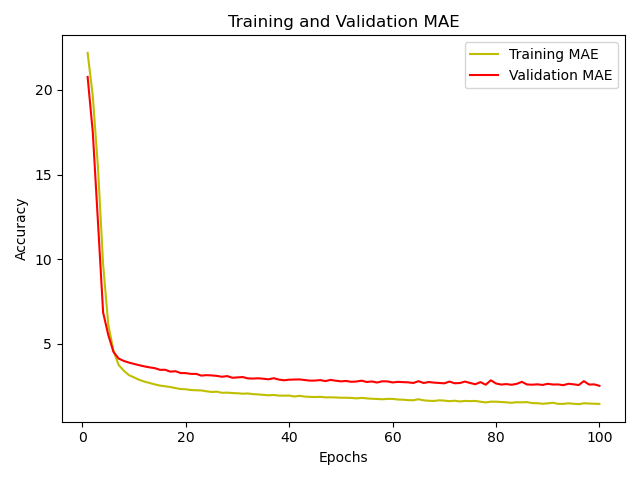 Training and Validation MAE
Training MAE
Validation MAE
20
15
10
5
Accuracy
0 20 40 60 80 100
Epochs